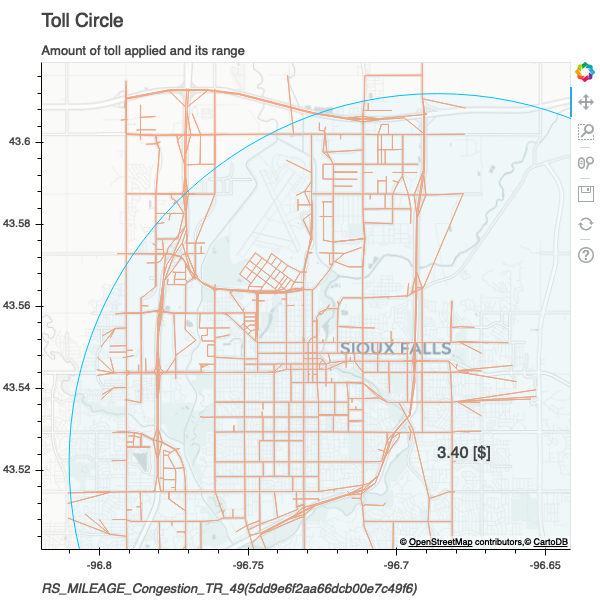 Toll Circle
Amount of toll applied and its range
43.6
43.58
43.56
SIOUX FALLS
43.54
3.40 [$]
43.52
© OpenStreetMap contributors,© CartoDB
-96.8
-96.75
-96.7
-96.65
RS_MILEAGE_Congestion_TR_49(5dd9e6f2aa66dcb00e7c49f6)